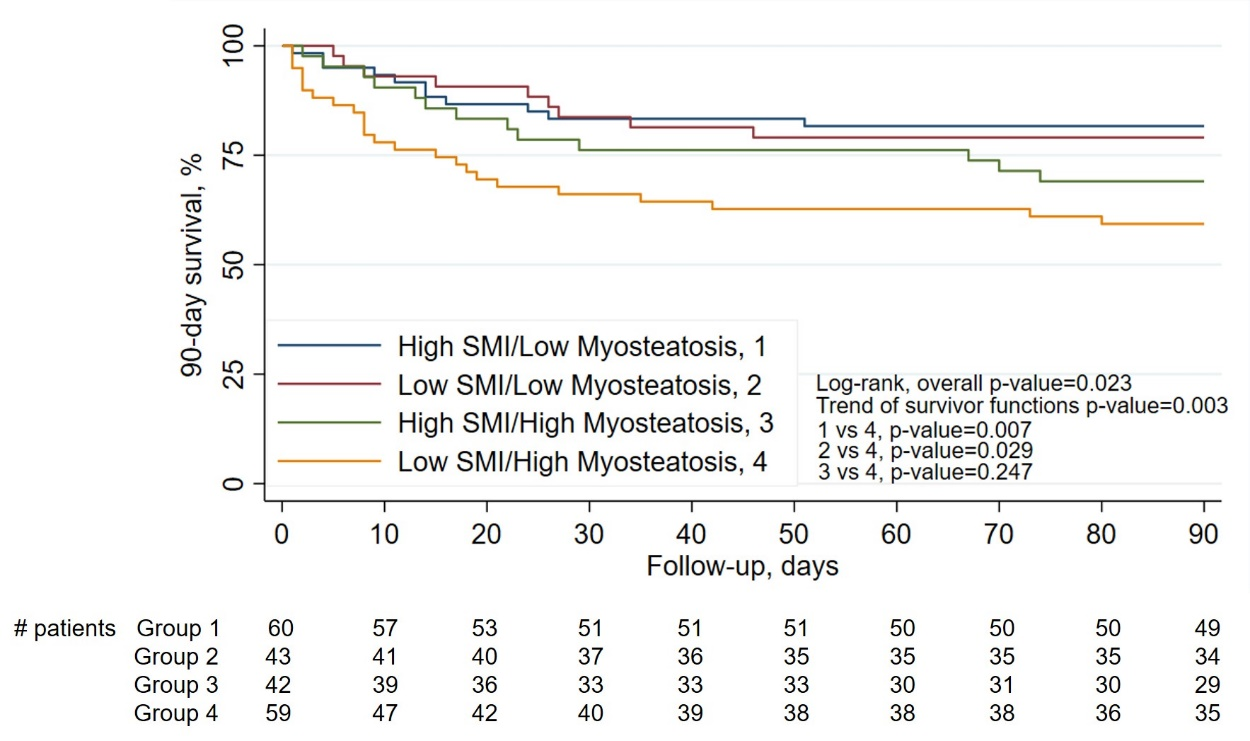 100
75
50
25
0
90-day survival, %
High SMI/Low Myosteatosis, 1
Low SMI/Low Myosteatosis, 2
High SMI/High Myosteatosis, 3
Low SMI/High Myosteatosis, 4
Log-rank, overall p-value=0.023
Trend of survivor functions p-value=0.003
1 vs 4, p-value=0.007
2 vs 4, p-value=0.029
3 vs 4, p-value=0.247
0 10 20 30 40 50 60 70 80 90
Follow-up, days
# patients Group 1 60 57 53 51 51 51 50 50 50 49
Group 2 43 41 40 37 36 35 35 35 35 34
Group 3 42 39 36 33 33 33 30 31 30 29
Group 4 59 47 42 40 39 38 38 38 36 35